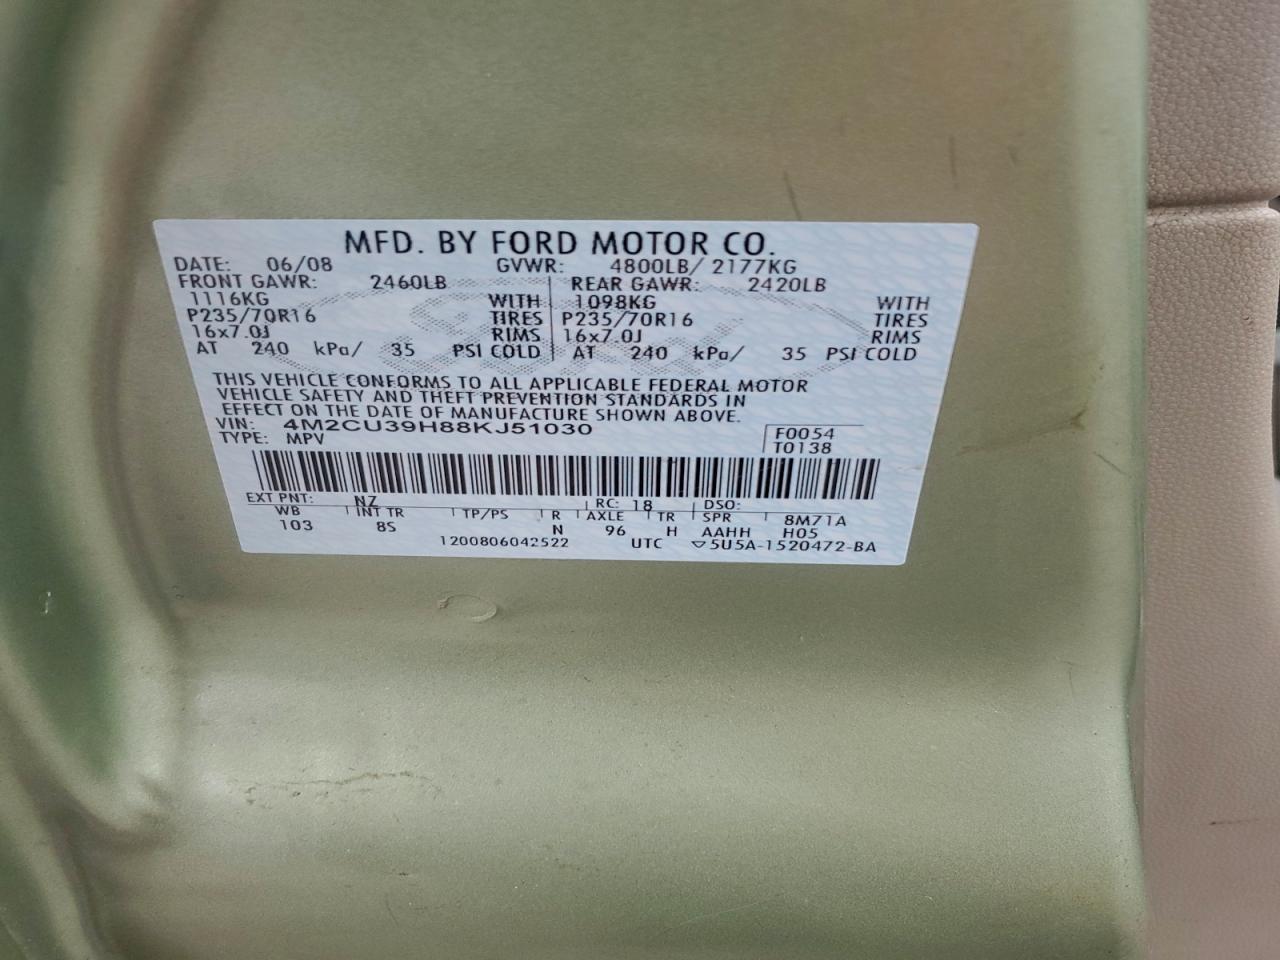 MFD. BY FORD MOTOR CO.
DATE: 06/08 GVWR: 4800LB/ 2177KG
FRONT GAWR: 2460LB REAR GAWR: 2420LB
1116KG WITH 1098KG WITH
P235/70R16 TIRES P235/70R16 TIRES
16x7.0J RIMS 16x7.0J RIMS
AT 240 kPa/ 35 PSI COLD AT 240 kPa/ 35 PSI COLD
THIS VEHICLE CONFORMS TO ALL APPLICABLE FEDERAL MOTOR
VEHICLE SAFETY AND THEFT PREVENTION STANDARDS IN
EFFECT ON THE DATE OF MANUFACTURE SHOWN ABOVE.
VIN: 4M2CU39H88KJ51030 F0054
TYPE: MPV T0138
EXT PNT: NZ RC: 18 DSO:
WB INT TR TP/PS R AXLE TR SPR 8M71A
103 8S N 96 H AAHH H05
1200806042522 UTC ▽5U5A-1520472-BA